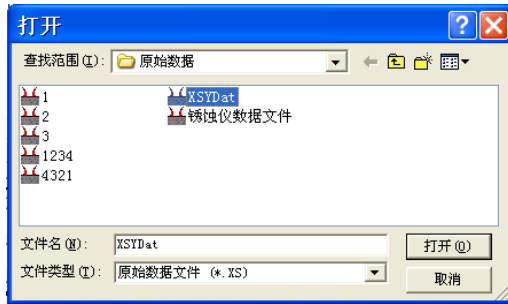 打开
查找范围(I): 原始数据
1
2
3
1234
4321
XSYDat
锈蚀仪数据文件
文件名(N): XSYDat
打开(O)
文件类型(T): 原始数据文件 (*.XS)
取消